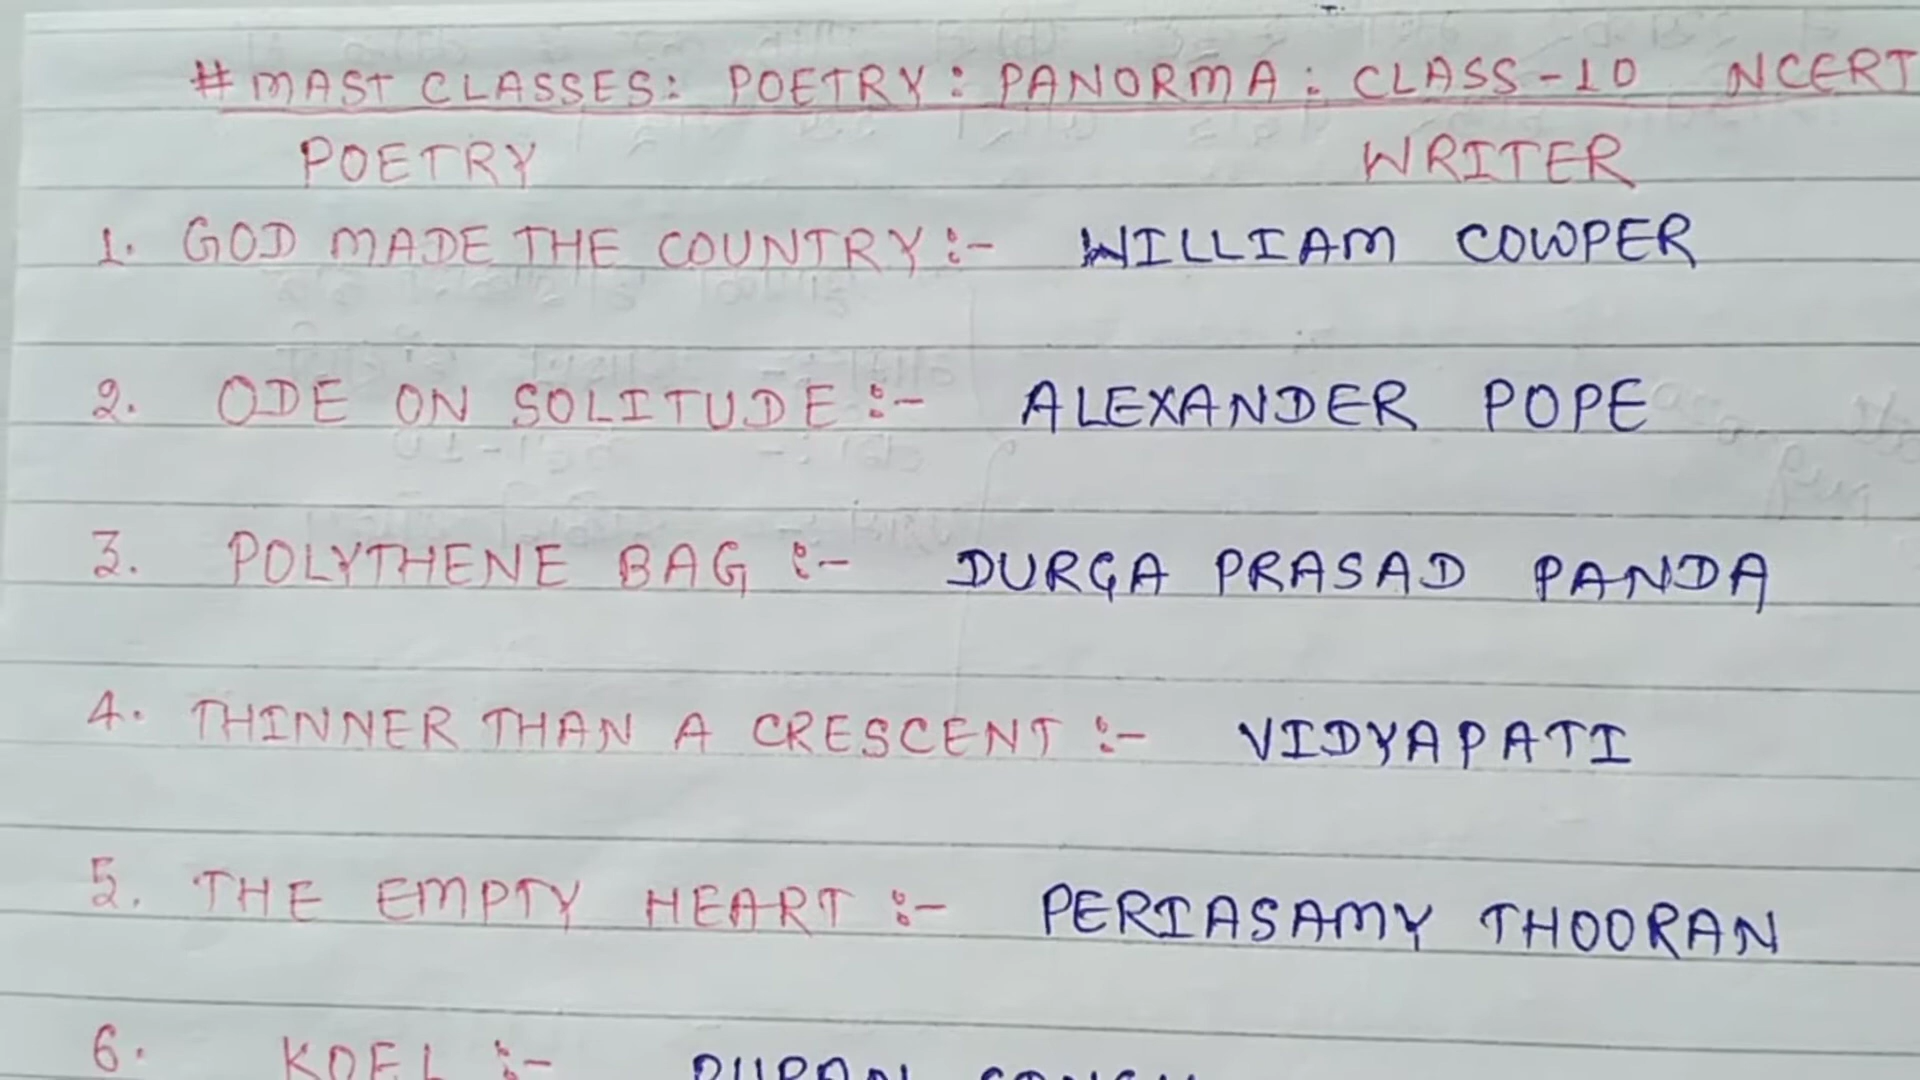 # MAST CLASSES: POETRY: PANORMA: CLASS-10 NCERT
POETRY WRITER
1. GOD MADE THE COUNTRY:- WILLIAM COWPER
2. ODE ON SOLITUDE:- ALEXANDER POPE
3. POLYTHENE BAG :- DURGA PRASAD PANDA
4. THINNER THAN A CRESCENT :- VIDYAPATI
5. THE EMPTY HEART :- PERIASAMY THOORAN
6. KOEL :- PURAN